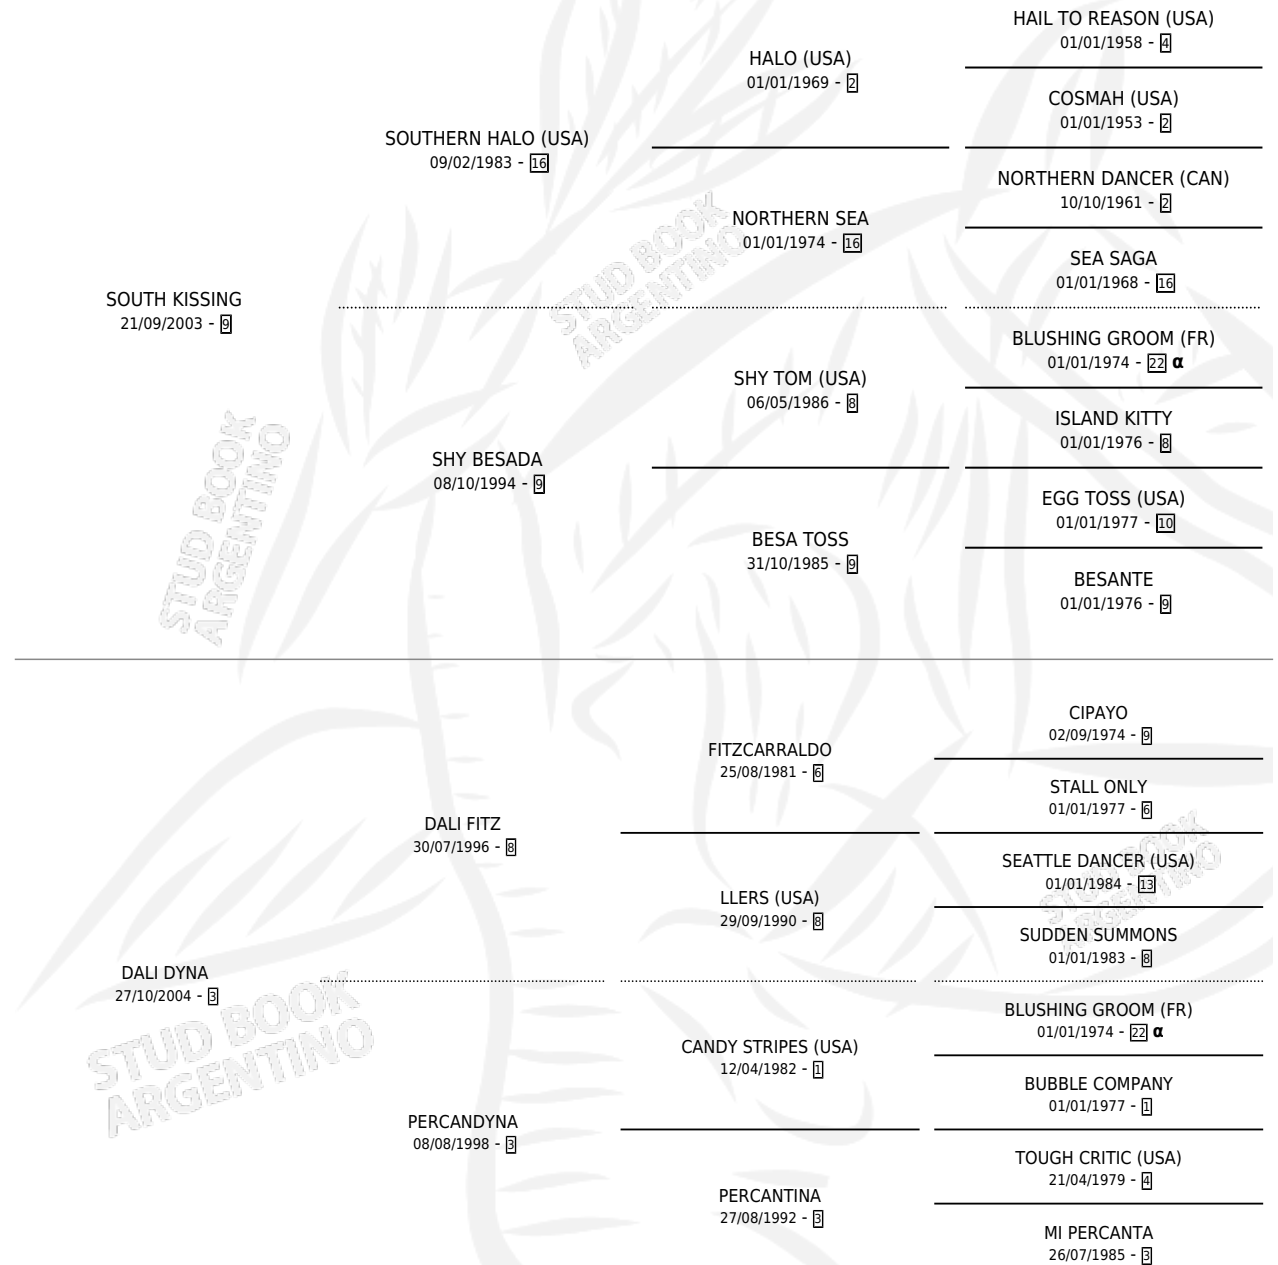 HAIL TO REASON (USA)
01/01/1958 - 4
HALO (USA)
01/01/1969 - 2
COSMAH (USA)
01/01/1953 - 2
SOUTHERN HALO (USA)
09/02/1983 - 16
NORTHERN DANCER (CAN)
10/10/1961 - 2
NORTHERN SEA
01/01/1974 - 16
SEA SAGA
01/01/1968 - 16
SOUTH KISSING
21/09/2003 - 9
BLUSHING GROOM (FR)
01/01/1974 - 22 α
SHY TOM (USA)
06/05/1986 - 8
ISLAND KITTY
01/01/1976 - 8
SHY BESADA
08/10/1994 - 9
EGG TOSS (USA)
01/01/1977 - 10
BESA TOSS
31/10/1985 - 9
BESANTE
01/01/1976 - 9
CIPAYO
02/09/1974 - 9
FITZCARRALDO
25/08/1981 - 6
STALL ONLY
01/01/1977 - 6
DALI FITZ
30/07/1996 - 8
SEATTLE DANCER (USA)
01/01/1984 - 13
LLERS (USA)
29/09/1990 - 8
SUDDEN SUMMONS
01/01/1983 - 8
DALI DYNA
27/10/2004 - 3
BLUSHING GROOM (FR)
01/01/1974 - 22 α
CANDY STRIPES (USA)
12/04/1982 - 1
BUBBLE COMPANY
01/01/1977 - 1
PERCANDYNA
08/08/1998 - 3
TOUGH CRITIC (USA)
21/04/1979 - 4
PERCANTINA
27/08/1992 - 3
MI PERCANTA
26/07/1985 - 3
STUD BOOK
ARGENTINO
STUD BOOK
ARGENTINO
STUD BOOK
ARGENTINO
STUD BOOK
ARGENTINO